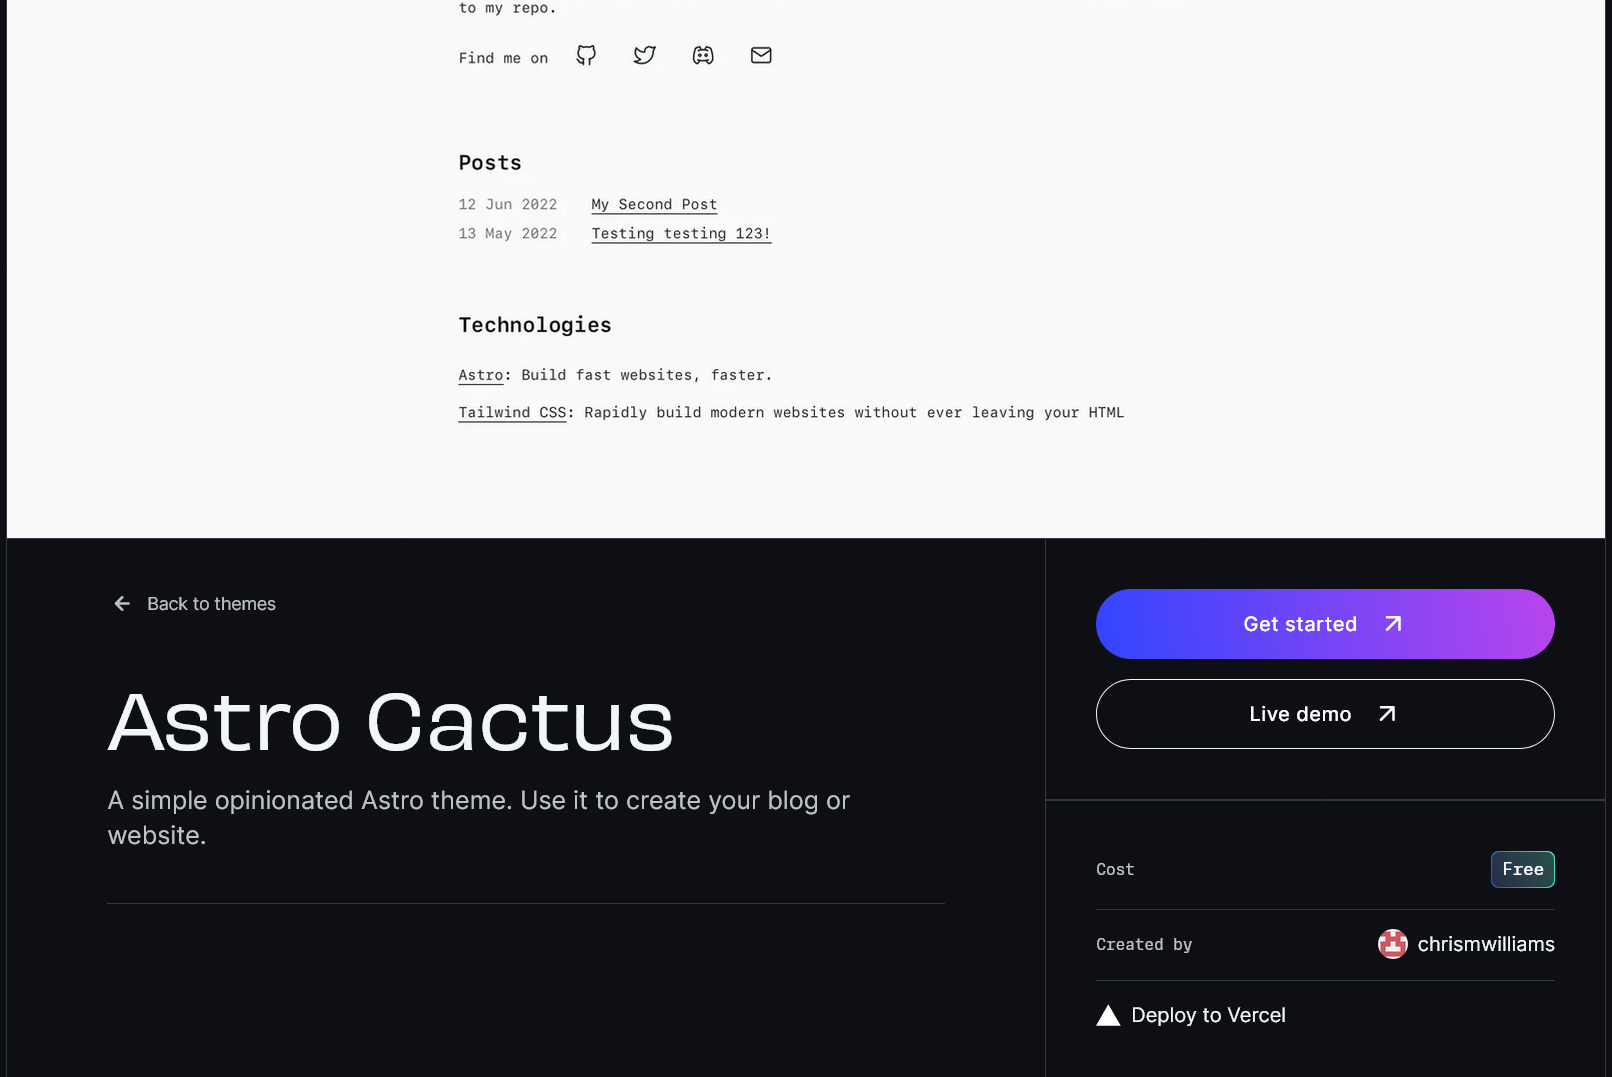 to my repo.
Find me on
Posts
12 Jun 2022 My Second Post
13 May 2022 Testing testing 123!
Technologies
Astro: Build fast websites, faster.
Tailwind CSS: Rapidly build modern websites without ever leaving your HTML
Back to themes
Astro Cactus
A simple opinionated Astro theme. Use it to create your blog or
website.
Get started
Live demo
Cost Free
Created by chrismwilliams
Deploy to Vercel